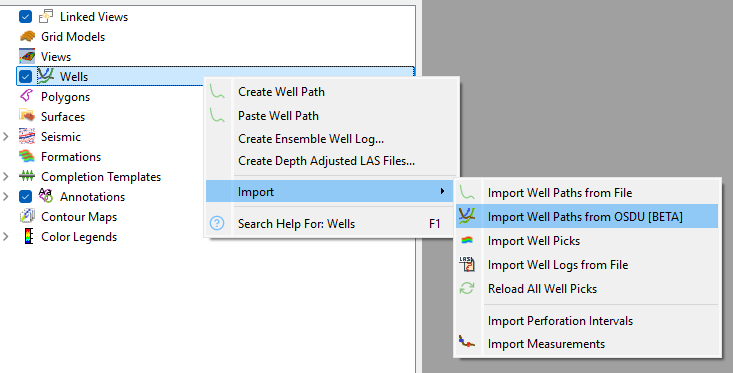 Linked Views
Grid Models
Views
Wells
Polygons
Surfaces
Seismic
Formations
Completion Templates
Annotations
Contour Maps
Color Legends
Create Well Path
Paste Well Path
Create Ensemble Well Log...
Create Depth Adjusted LAS Files...
Import
Search Help For: Wells F1
Import Well Paths from File
Import Well Paths from OSDU [BETA]
Import Well Picks
LAS Import Well Logs from File
Reload All Well Picks
Import Perforation Intervals
Import Measurements